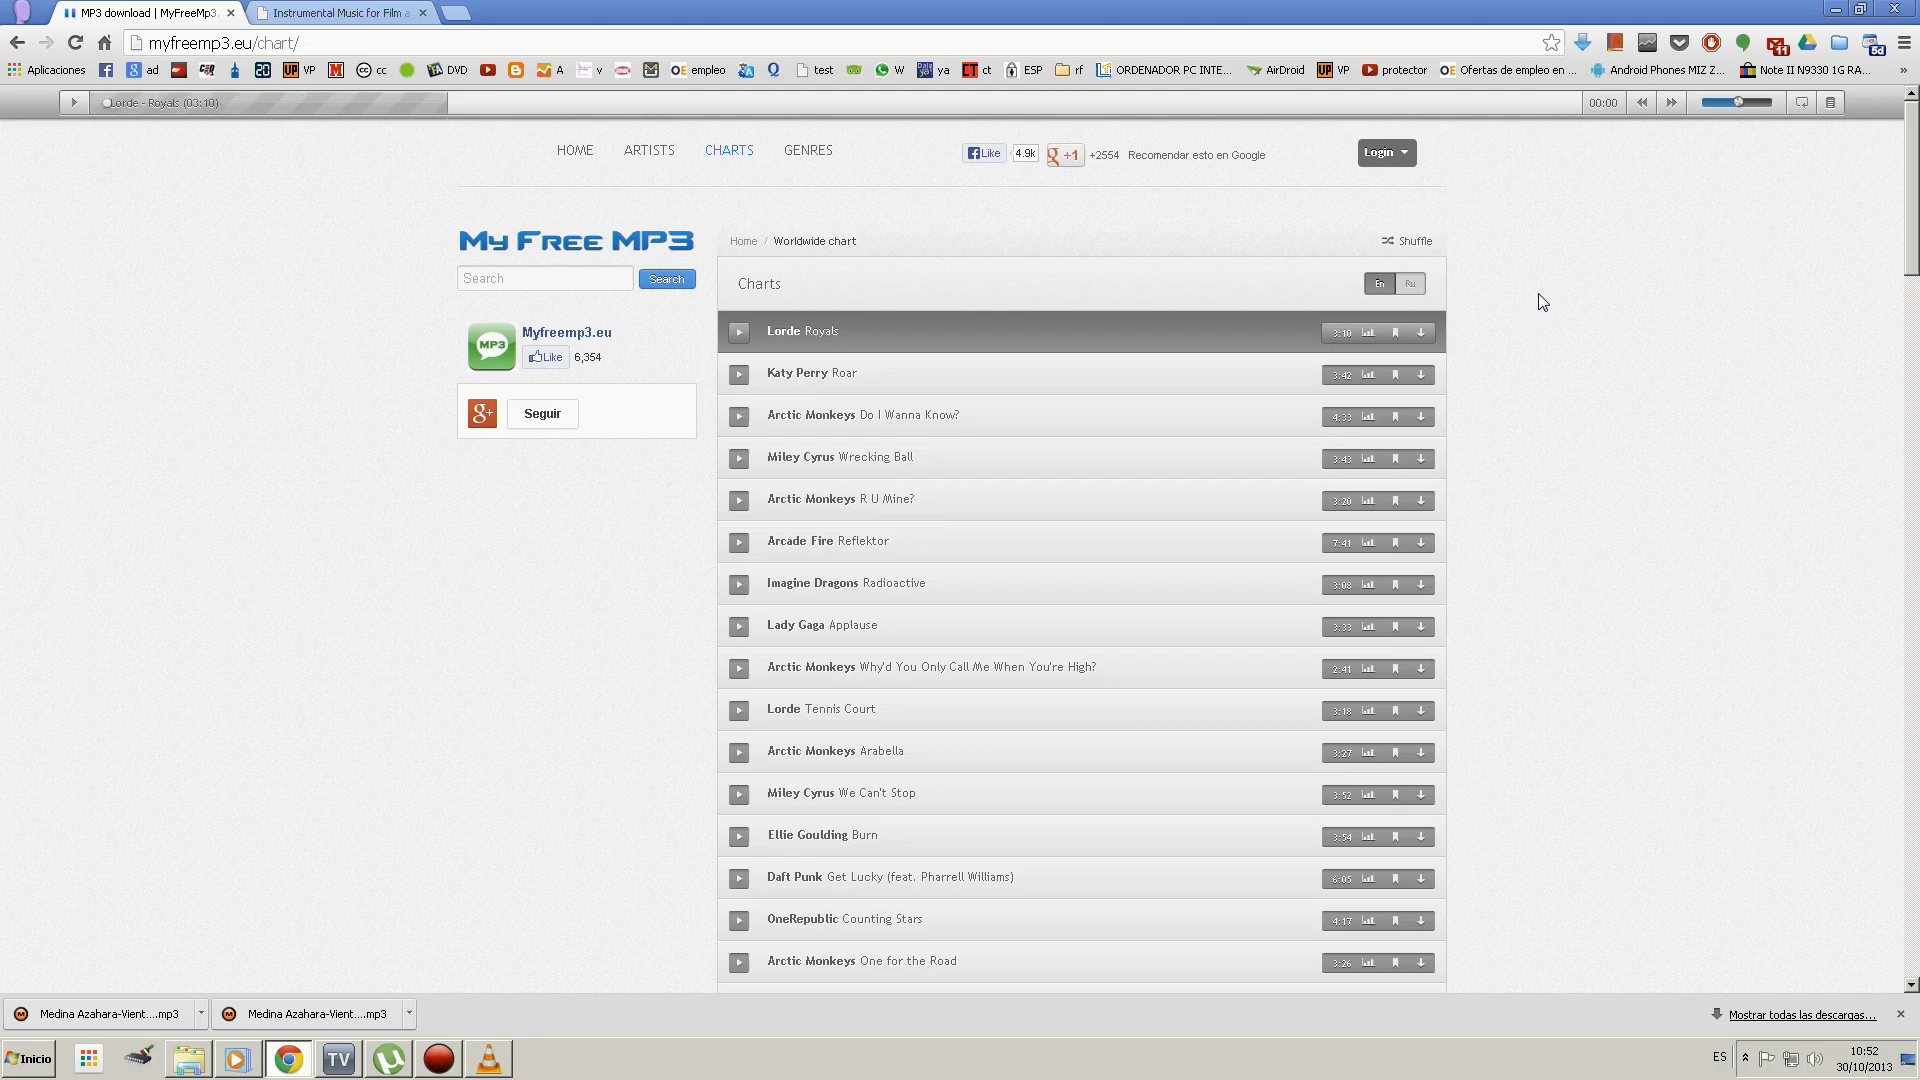 MP3 download | MyFreeMp3.
Instrumental Music for Film a
myfreemp3.eu/chart/
Aplicaciones ad VP cc DVD A v empleo test W ya ct ESP rf ORDENADOR PC INTE... AirDroid VP protector Ofertas de empleo en ... Android Phones MIZ Z... Note II N9330 1G RA... »
Lorde - Royals (03:10)
00:00
HOME ARTISTS CHARTS GENRES
Like 4.9k +1 +2554 Recomendar esto en Google
Login
My Free MP3
Home / Worldwide chart
Shuffle
Search Search
Charts
En Ru
MP3
Myfreemp3.eu
Like 6,354
g+ Seguir
Lorde Royals 3:10
Katy Perry Roar 3:42
Arctic Monkeys Do I Wanna Know? 4:33
Miley Cyrus Wrecking Ball 3:43
Arctic Monkeys R U Mine? 3:20
Arcade Fire Reflektor 7:41
Imagine Dragons Radioactive 3:08
Lady Gaga Applause 3:33
Arctic Monkeys Why'd You Only Call Me When You're High? 2:41
Lorde Tennis Court 3:18
Arctic Monkeys Arabella 3:27
Miley Cyrus We Can't Stop 3:52
Ellie Goulding Burn 3:54
Daft Punk Get Lucky (feat. Pharrell Williams) 6:05
OneRepublic Counting Stars 4:17
Arctic Monkeys One for the Road 3:26
Medina Azahara-Vient....mp3
Medina Azahara-Vient....mp3
Mostrar todas las descargas...
Inicio
TV
ES
10:52
30/10/2013